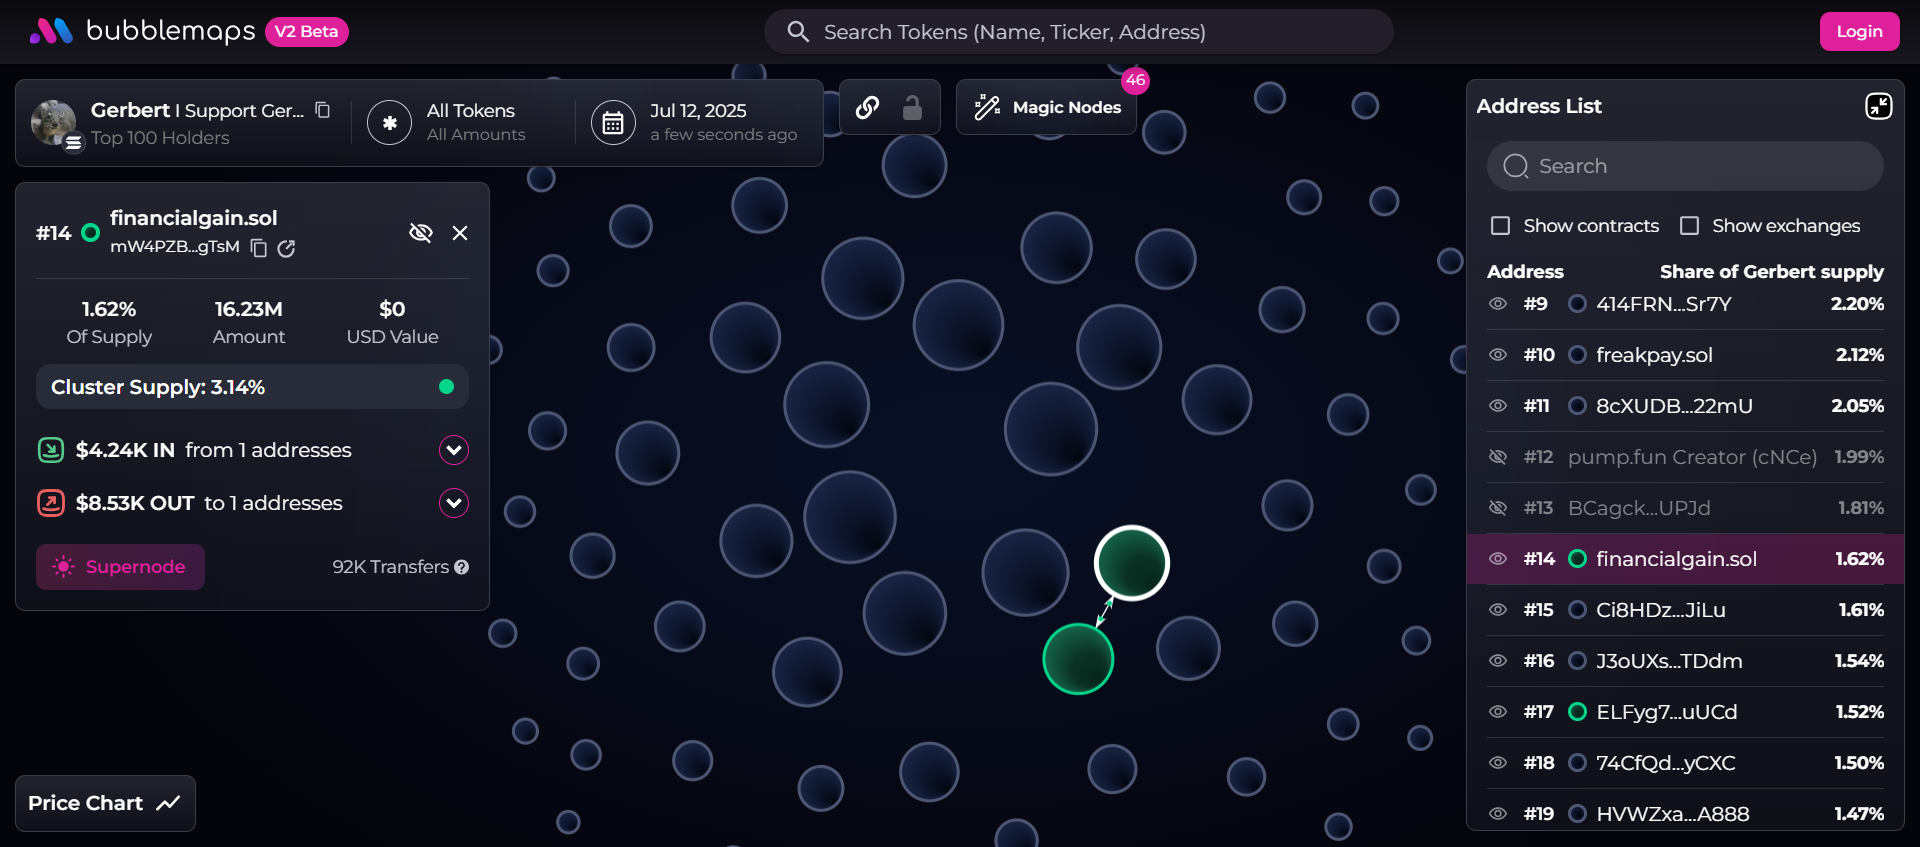 bubblemaps V2 Beta
Search Tokens (Name, Ticker, Address)
Login
Gerbert I Support Ger...
Top 100 Holders
All Tokens
All Amounts
Jul 12, 2025
a few seconds ago
Magic Nodes
46
#14 financialgain.sol
mW4PZB...gTsM
1.62% 16.23M $0
Of Supply Amount USD Value
Cluster Supply: 3.14%
$4.24K IN from 1 addresses
$8.53K OUT to 1 addresses
Supernode 92K Transfers ?
Price Chart
Address List
Search
Show contracts Show exchanges
Address Share of Gerbert supply
#9 414FRN...Sr7Y 2.20%
#10 freakpay.sol 2.12%
#11 8cXUDB...22mU 2.05%
#12 pump.fun Creator (cNCe) 1.99%
#13 BCagck...UPJd 1.81%
#14 financialgain.sol 1.62%
#15 Ci8HDz...JiLu 1.61%
#16 J3oUXs...TDdm 1.54%
#17 ELFyg7...uUCd 1.52%
#18 74CfQd...yCXC 1.50%
#19 HVWZxa...A888 1.47%